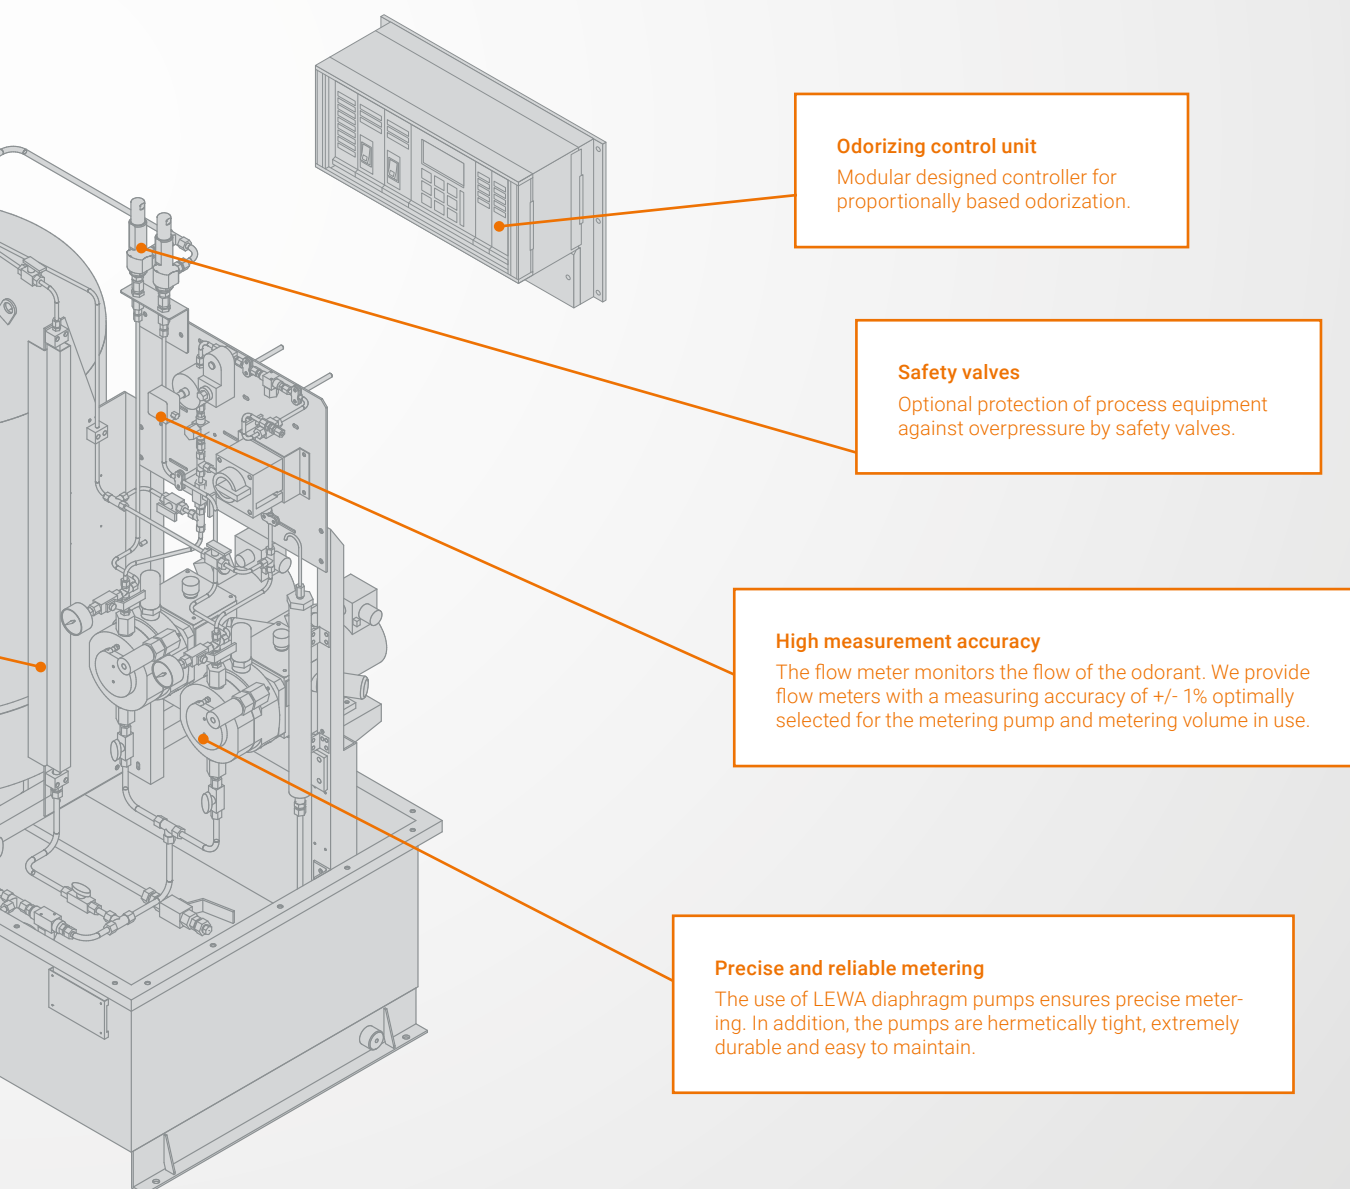 Odorizing control unit
Modular designed controller for
proportionally based odorization.
Safety valves
Optional protection of process equipment
against overpressure by safety valves.
High measurement accuracy
The flow meter monitors the flow of the odorant. We provide
flow meters with a measuring accuracy of +/- 1% optimally
selected for the metering pump and metering volume in use.
Precise and reliable metering
The use of LEWA diaphragm pumps ensures precise meter-
ing. In addition, the pumps are hermetically tight, extremely
durable and easy to maintain.